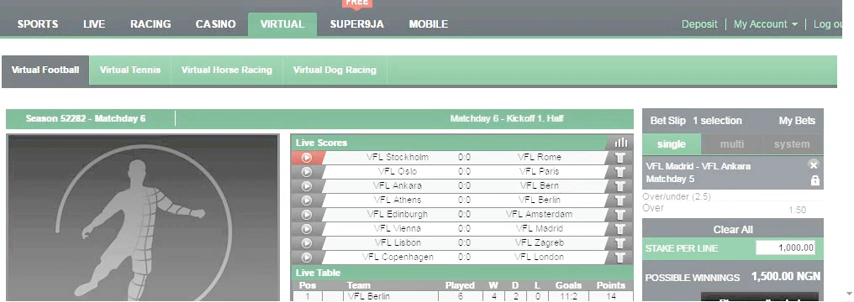 FREE
SPORTS LIVE RACING CASINO VIRTUAL SUPER9JA MOBILE Deposit | My Account | Log ou
Virtual Football Virtual Tennis Virtual Horse Racing Virtual Dog Racing
Season 52282 - Matchday 6 Matchday 6 - Kickoff 1. Half
Live Scores
VFL Stockholm 0:0 VFL Rome
VFL Oslo 0:0 VFL Paris
VFL Ankara 0:0 VFL Bern
VFL Athens 0:0 VFL Berlin
VFL Edinburgh 0:0 VFL Amsterdam
VFL Vienna 0:0 VFL Madrid
VFL Lisbon 0:0 VFL Zagreb
VFL Copenhagen 0:0 VFL London
Live Table
Pos Team Played W D L Goals Points
1 VFL Berlin 6 4 2 0 11:2 14
Bet Slip 1 selection My Bets
single multi system
VFL Madrid - VFL Ankara
Matchday 5
Over/under (2.5)
Over 1.50
Clear All
STAKE PER LINE 1,000.00
POSSIBLE WINNINGS 1,500.00 NGN